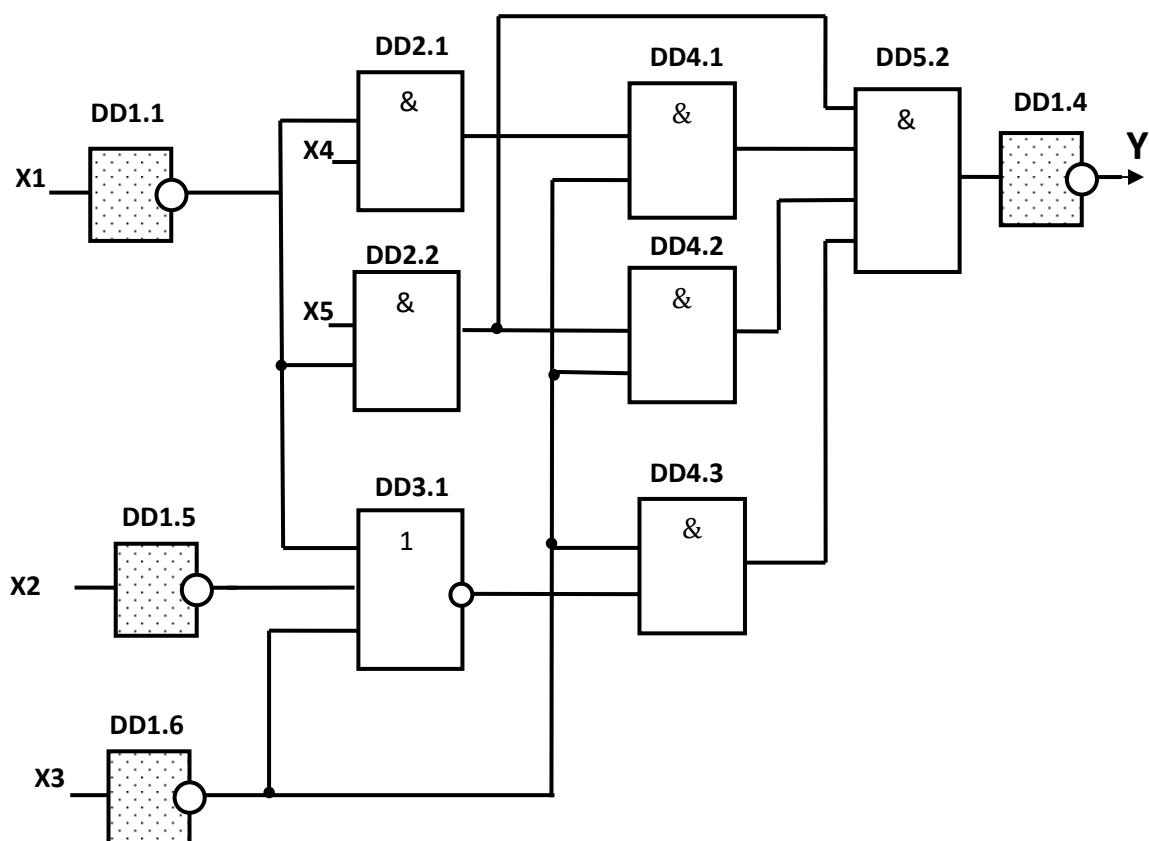 DD2.1
DD4.1
DD5.2
DD1.4
DD1.1
&
&
&
X4
X1
Y
DD2.2
DD4.2
&
&
X5
DD3.1
DD4.3
DD1.5
1
&
X2
DD1.6
X3